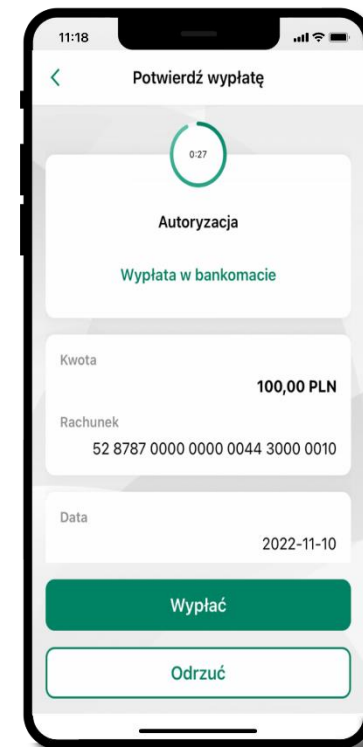 11:18
Potwierdź wypłatę
0:27
Autoryzacja
Wypłata w bankomacie
Kwota
100,00 PLN
Rachunek
52 8787 0000 0000 0044 3000 0010
Data
2022-11-10
Wypłać
Odrzuć